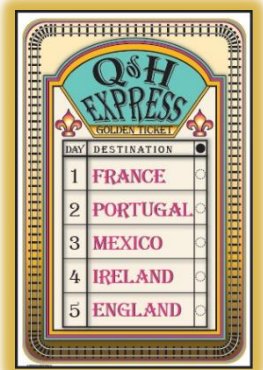 Q & H
EXPRESS
GOLDEN TICKET
DAY DESTINATION
1 FRANCE
2 PORTUGAL
3 MEXICO
4 IRELAND
5 ENGLAND